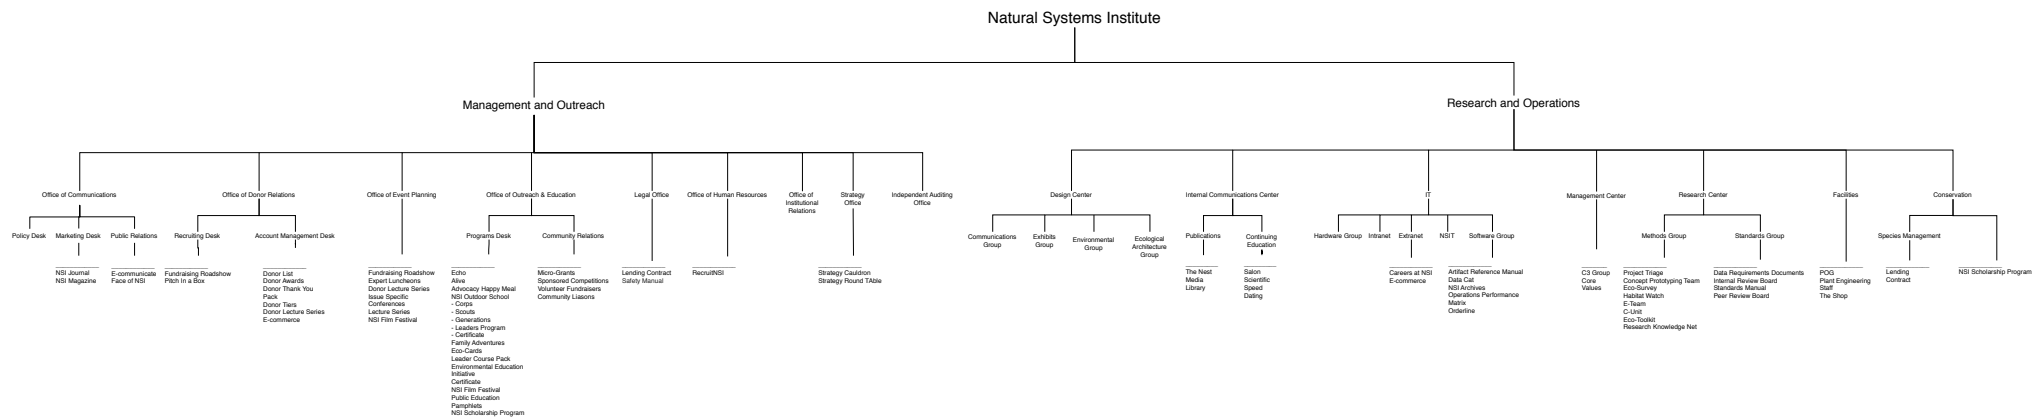 Natural Systems Institute
Management and Outreach
Research and Operations
Office of Communications
Office of Donor Relations
Office of Event Planning
Office of Outreach & Education
Legal Office
Office of Human Resources
Office of
Institutional
Relations
Strategy
Office
Independent Auditing
Office
Design Center
Internal Communications Center
IT
Management Center
Research Center
Facilities
Conservation
Policy Desk
Marketing Desk
Public Relations
Recruiting Desk
Account Management Desk
Programs Desk
Community Relations
Communications
Group
Exhibits
Group
Environmental
Group
Ecological
Architecture
Group
Publications
Continuing
Education
Hardware Group
Intranet
Extranet
NSIT
Software Group
Methods Group
Standards Group
Species Management
NSI Journal
NSI Magazine
E-communicate
Face of NSI
Fundraising Roadshow
Pitch In a Box
Donor List
Donor Awards
Donor Thank You
Pack
Donor Tiers
Donor Lecture Series
E-commerce
Fundraising Roadshow
Expert Luncheons
Donor Lecture Series
Issue Specific
Conferences
Lecture Series
NSI Film Festival
Echo
Alive
Advocacy Happy Meal
NSI Outdoor School
- Corps
- Scouts
- Generations
- Leaders Program
- Certificate
Family Adventures
Eco-Cards
Leader Course Pack
Environmental Education
Initiative
Certificate
NSI Film Festival
Public Education
Pamphlets
NSI Scholarship Program
Micro-Grants
Sponsored Competitions
Volunteer Fundraisers
Community Liasons
Lending Contract
Safety Manual
RecruitNSI
Strategy Cauldron
Strategy Round TAble
The Nest
Media
Library
Salon
Scientific
Speed
Dating
Careers at NSI
E-commerce
Artifact Reference Manual
Data Cat
NSI Archives
Operations Performance
Matrix
Orderline
C3 Group
Core
Values
Project Triage
Concept Prototyping Team
Eco-Survey
Habitat Watch
E-Team
C-Unit
Eco-Toolkit
Research Knowledge Net
Data Requirements Documents
Internal Review Board
Standards Manual
Peer Review Board
POG
Plant Engineering
Staff
The Shop
Lending
Contract
NSI Scholarship Program